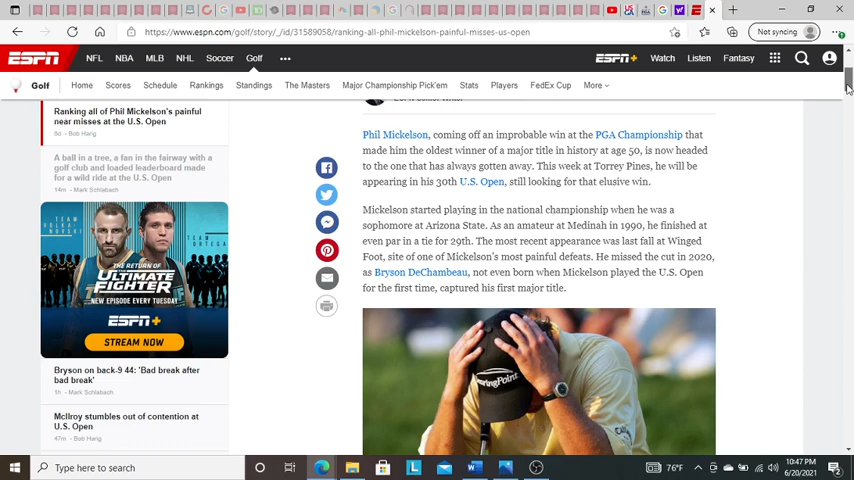 https://www.espn.com/golf/story/_/id/31589058/ranking-all-phil-mickelson-painful-misses-us-open
Not syncing
ESPN NFL NBA MLB NHL Soccer Golf ESPN+ Watch Listen Fantasy
Golf Home Scores Schedule Rankings Standings The Masters Major Championship Pick'em Stats Players FedEx Cup More
Ranking all of Phil Mickelson's painful
near misses at the U.S. Open
8d - Bob Harig
A ball in a tree, a fan in the fairway with a
golf club and loaded leaderboard made
for a wild ride at the U.S. Open
14m - Mark Schlabach
TEAM
VOLKA-
NOVSKI
TEAM
ORTEGA
THE RETURN OF
THE
ULTIMATE
FIGHTER
NEW EPISODE EVERY TUESDAY
ESPN+
STREAM NOW
Bryson on back-9 44: 'Bad break after
bad break'
1h - Mark Schlabach
McIlroy stumbles out of contention at
U.S. Open
47m - Bob Harig
Phil Mickelson, coming off an improbable win at the PGA Championship that
made him the oldest winner of a major title in history at age 50, is now headed
to the one that has always gotten away. This week at Torrey Pines, he will be
appearing in his 30th U.S. Open, still looking for that elusive win.
Mickelson started playing in the national championship when he was a
sophomore at Arizona State. As an amateur at Medinah in 1990, he finished at
even par in a tie for 29th. The most recent appearance was last fall at Winged
Foot, site of one of Mickelson's most painful defeats. He missed the cut in 2020,
as Bryson DeChambeau, not even born when Mickelson played the U.S. Open
for the first time, captured his first major title.
BearingPoint
Type here to search
76°F
10:47 PM
6/20/2021
2